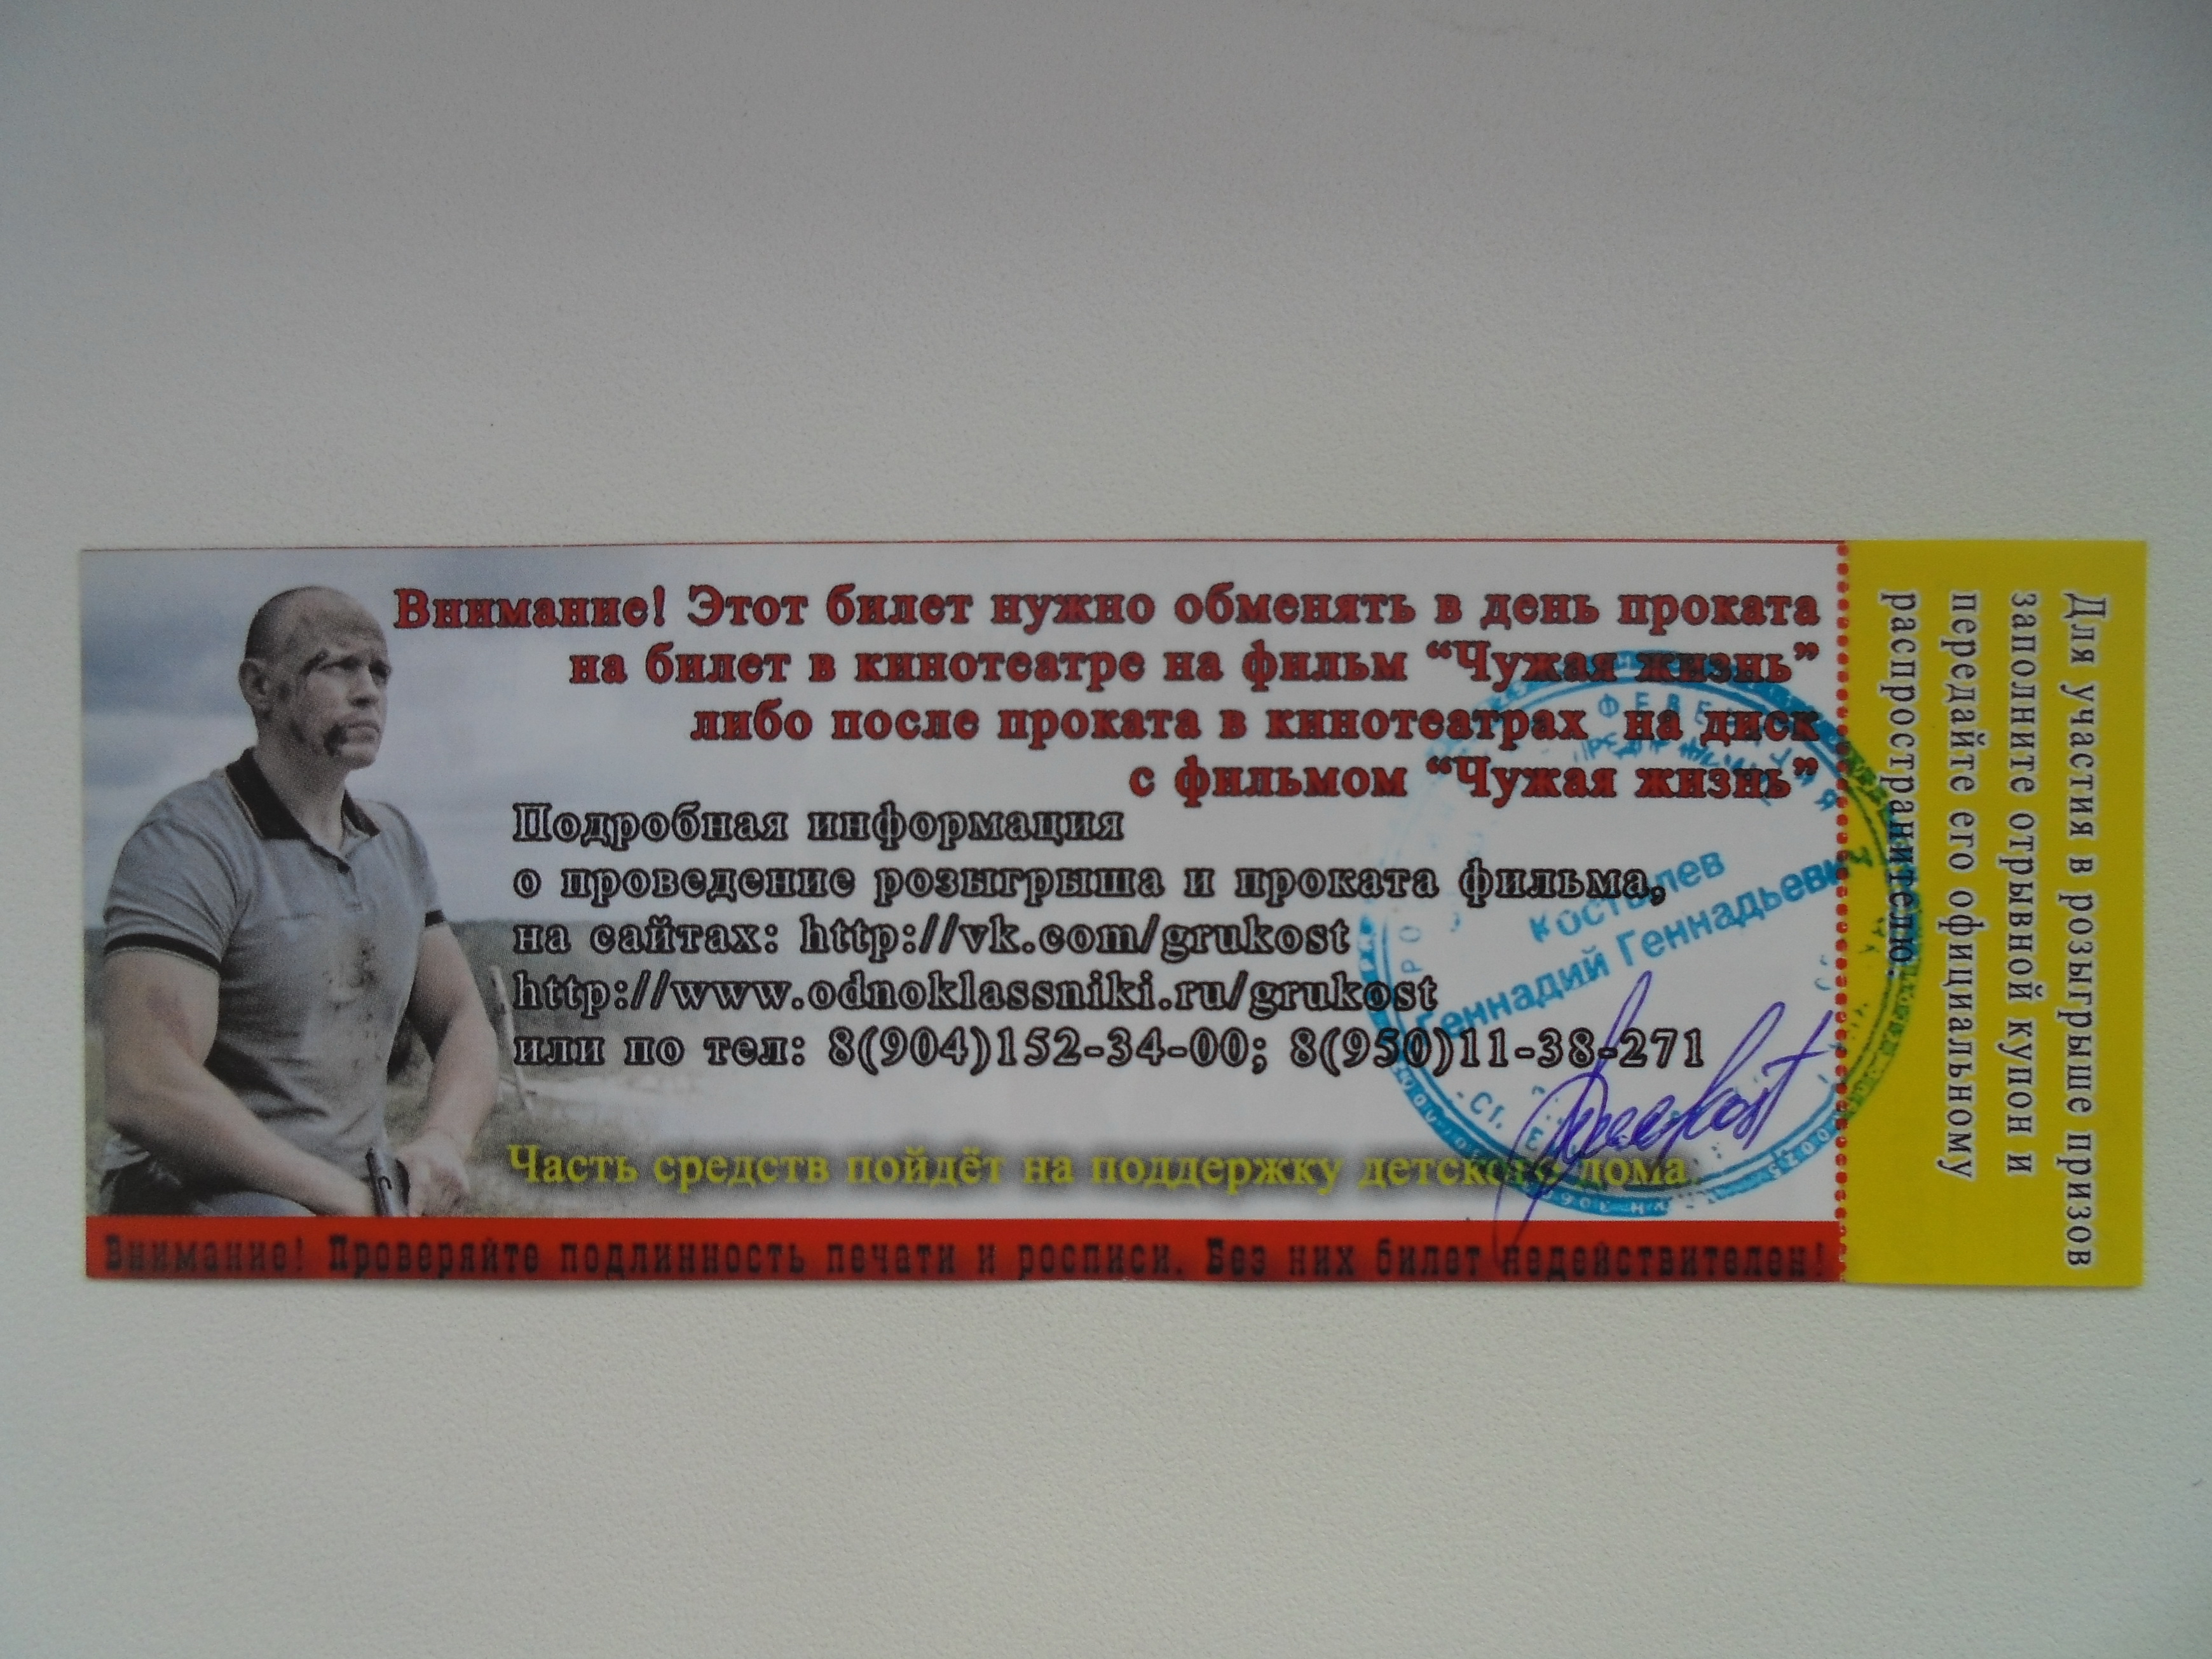 Внимание! Этот билет нужно обменять в день проката
на билет в кинотеатре на фильм “Чужая жизнь”
либо после проката в кинотеатрах на диск
с фильмом “Чужая жизнь”
Подробная информация
о проведение розыгрыша и проката фильма,
на сайтах: http://vk.com/grukost
http://www.odnoklassniki.ru/grukost
или по тел: 8(904)152-34-00; 8(950)11-38-271
Часть средств пойдёт на поддержку детского дома.
Внимание! Проверяйте подлинность печати и росписи. Без них билет недействителен!
Геннадий Геннадьевич
Для участия в розыгрыше призов
заполните отрывной купон и
передайте его официальному
распространителю.